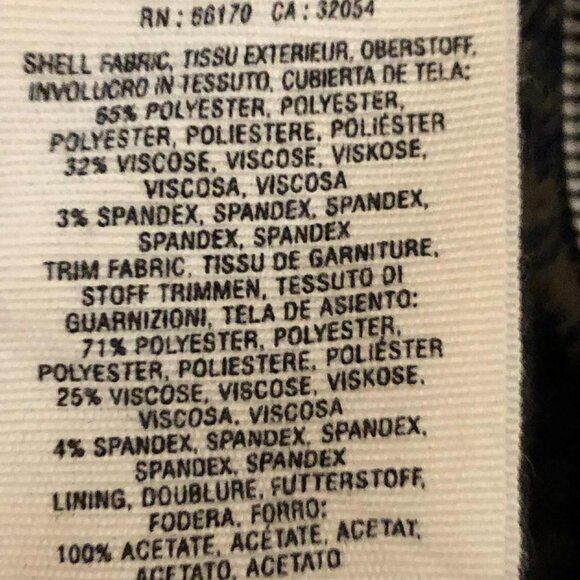 RN: 66170 CA: 32054
SHELL FABRIC, TISSU EXTERIEUR, OBERSTOFF,
INVOLUCRO IN TESSUTO, CUBIERTA DE TELA:
65% POLYESTER, POLYESTER,
POLYESTER, POLIESTERE, POLIÉSTER
32% VISCOSE, VISCOSE, VISKOSE,
VISCOSA, VISCOSA
3% SPANDEX, SPANDEX, SPANDEX,
SPANDEX, SPANDEX
TRIM FABRIC, TISSU DE GARNITURE,
STOFF TRIMMEN, TESSUTO DI
GUARNIZIONI, TELA DE ASIENTO:
71% POLYESTER, POLYESTER,
POLYESTER, POLIESTERE, POLIÉSTER
25% VISCOSE, VISCOSE, VISKOSE,
VISCOSA, VISCOSA
4% SPANDEX, SPANDEX, SPANDEX,
SPANDEX, SPANDEX
LINING, DOUBLURE, FUTTERSTOFF,
FODERA, FORRO:
100% ACETATE, ACÉTATE, ACETAT,
ACETATO, ACETATO